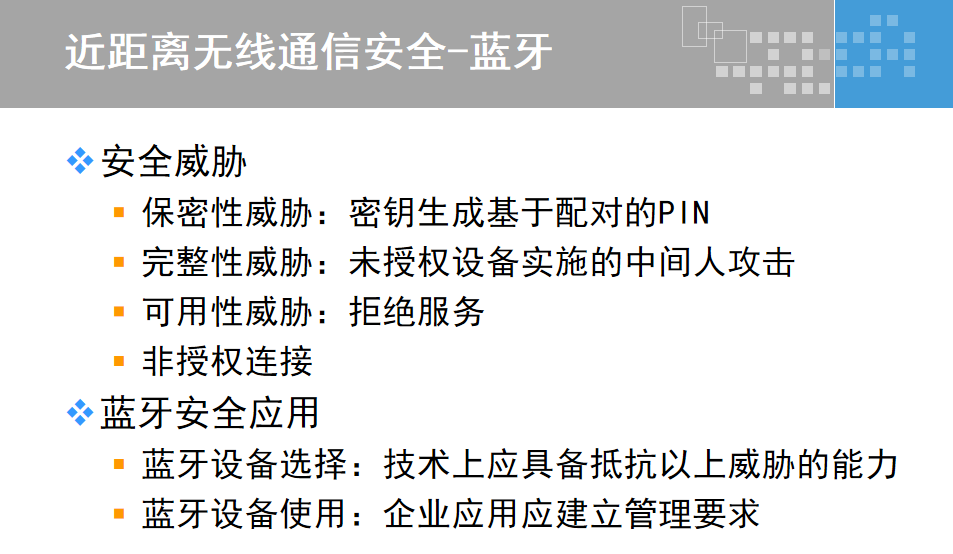 近距离无线通信安全-蓝牙
安全威胁
保密性威胁：密钥生成基于配对的PIN
完整性威胁：未授权设备实施的中间人攻击
可用性威胁：拒绝服务
非授权连接
蓝牙安全应用
蓝牙设备选择：技术上应具备抵抗以上威胁的能力
蓝牙设备使用：企业应用应建立管理要求